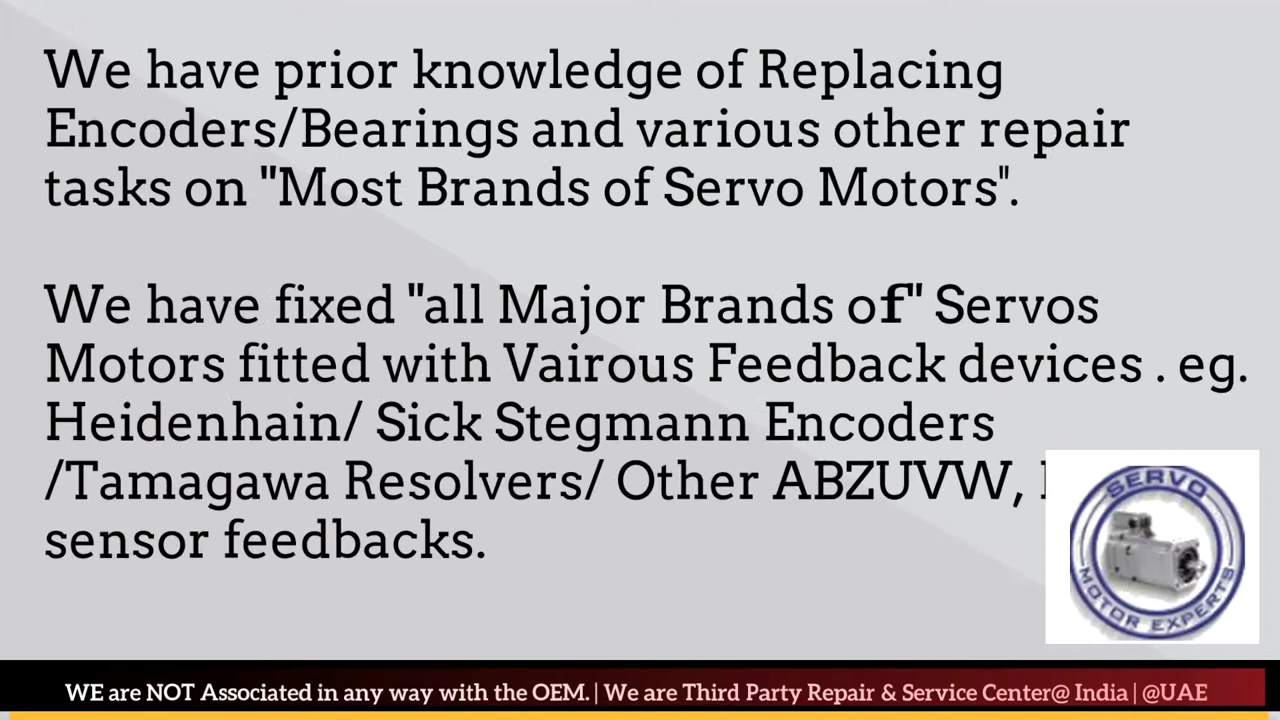 We have prior knowledge of Replacing
Encoders/Bearings and various other repair
tasks on "Most Brands of Servo Motors".
We have fixed "all Major Brands of" Servos
Motors fitted with Vairous Feedback devices . eg.
Heidenhain/ Sick Stegmann Encoders
/Tamagawa Resolvers/ Other ABZUVW,
sensor feedbacks.
SERVO
MOTOR EXPERTS
WE are NOT Associated in any way with the OEM. | We are Third Party Repair & Service Center@ India | @UAE